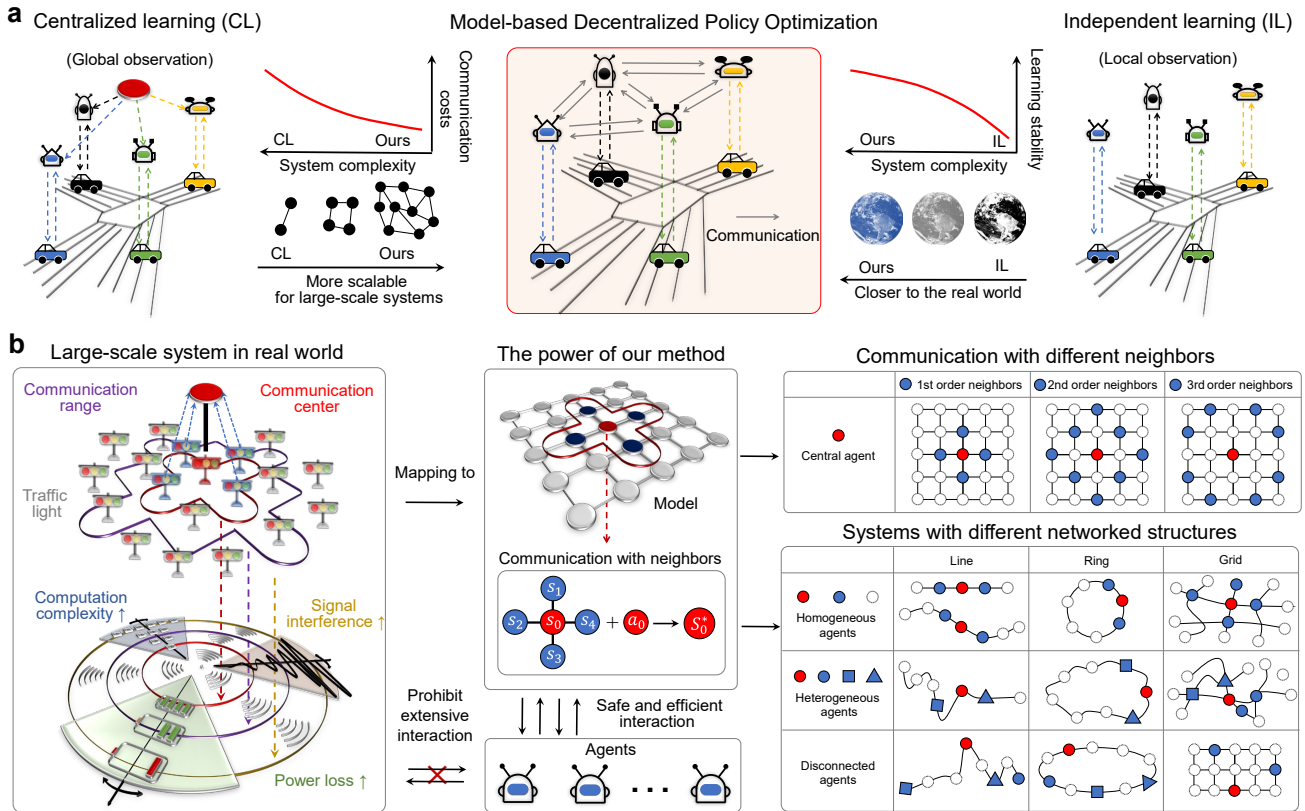 a
Centralized learning (CL)
Model-based Decentralized Policy Optimization
Independent learning (IL)
(Global observation)
Communication
costs
CL
Ours
System complexity
CL
Ours
More scalable
for large-scale systems
Communication
Learning stability
Ours
IL
System complexity
Ours
IL
Closer to the real world
(Local observation)
b
Large-scale system in real world
Communication
range
Communication
center
Traffic
light
Computation
complexity ↑
Signal
interference ↑
Power loss ↑
Mapping to
Prohibit
extensive
interaction
The power of our method
Model
Communication with neighbors
s1
s2
s0
s4
s3
+
a0
S0*
Safe and efficient
interaction
Agents
Communication with different neighbors
1st order neighbors
2nd order neighbors
3rd order neighbors
Central agent
Systems with different networked structures
Line
Ring
Grid
Homogeneous
agents
Heterogeneous
agents
Disconnected
agents